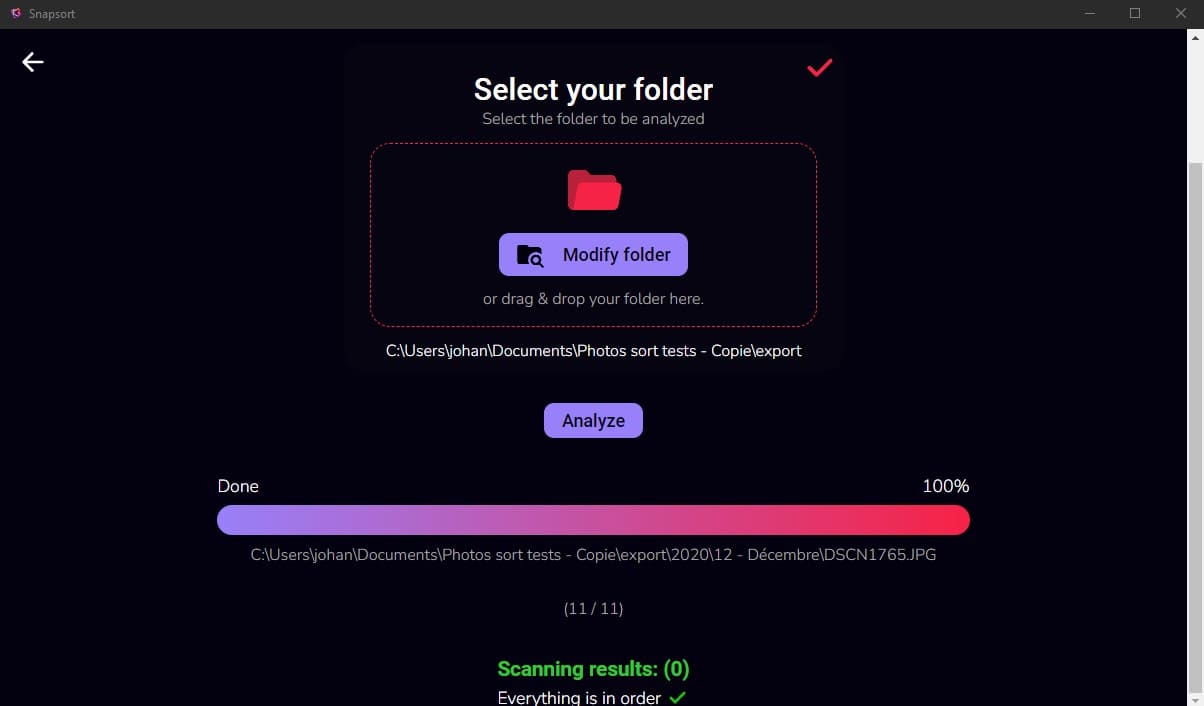 Snapsort
Select your folder
Select the folder to be analyzed
Modify folder
or drag & drop your folder here.
C:\Users\johan\Documents\Photos sort tests - Copie\export
Analyze
Done 100%
C:\Users\johan\Documents\Photos sort tests - Copie\export\2020\12 - Décembre\DSCN1765.JPG
(11 / 11)
Scanning results: (0)
Everything is in order